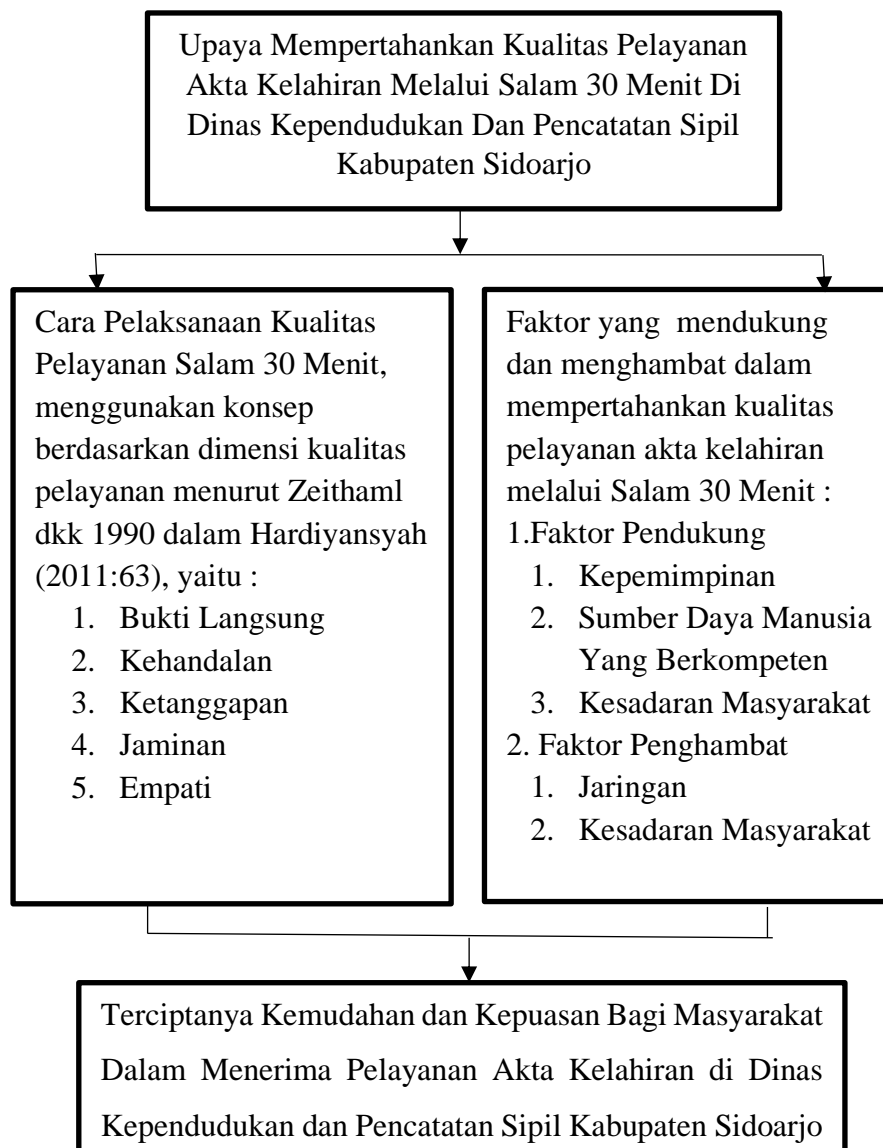 Upaya Mempertahankan Kualitas Pelayanan
Akta Kelahiran Melalui Salam 30 Menit Di
Dinas Kependudukan Dan Pencatatan Sipil
Kabupaten Sidoarjo
Cara Pelaksanaan Kualitas
Pelayanan Salam 30 Menit,
menggunakan konsep
berdasarkan dimensi kualitas
pelayanan menurut Zeithaml
dkk 1990 dalam Hardiyansyah
(2011:63), yaitu :
1. Bukti Langsung
2. Kehandalan
3. Ketanggapan
4. Jaminan
5. Empati
Faktor yang mendukung
dan menghambat dalam
mempertahankan kualitas
pelayanan akta kelahiran
melalui Salam 30 Menit :
1.Faktor Pendukung
1. Kepemimpinan
2. Sumber Daya Manusia
Yang Berkompeten
3. Kesadaran Masyarakat
2. Faktor Penghambat
1. Jaringan
2. Kesadaran Masyarakat
Terciptanya Kemudahan dan Kepuasan Bagi Masyarakat
Dalam Menerima Pelayanan Akta Kelahiran di Dinas
Kependudukan dan Pencatatan Sipil Kabupaten Sidoarjo